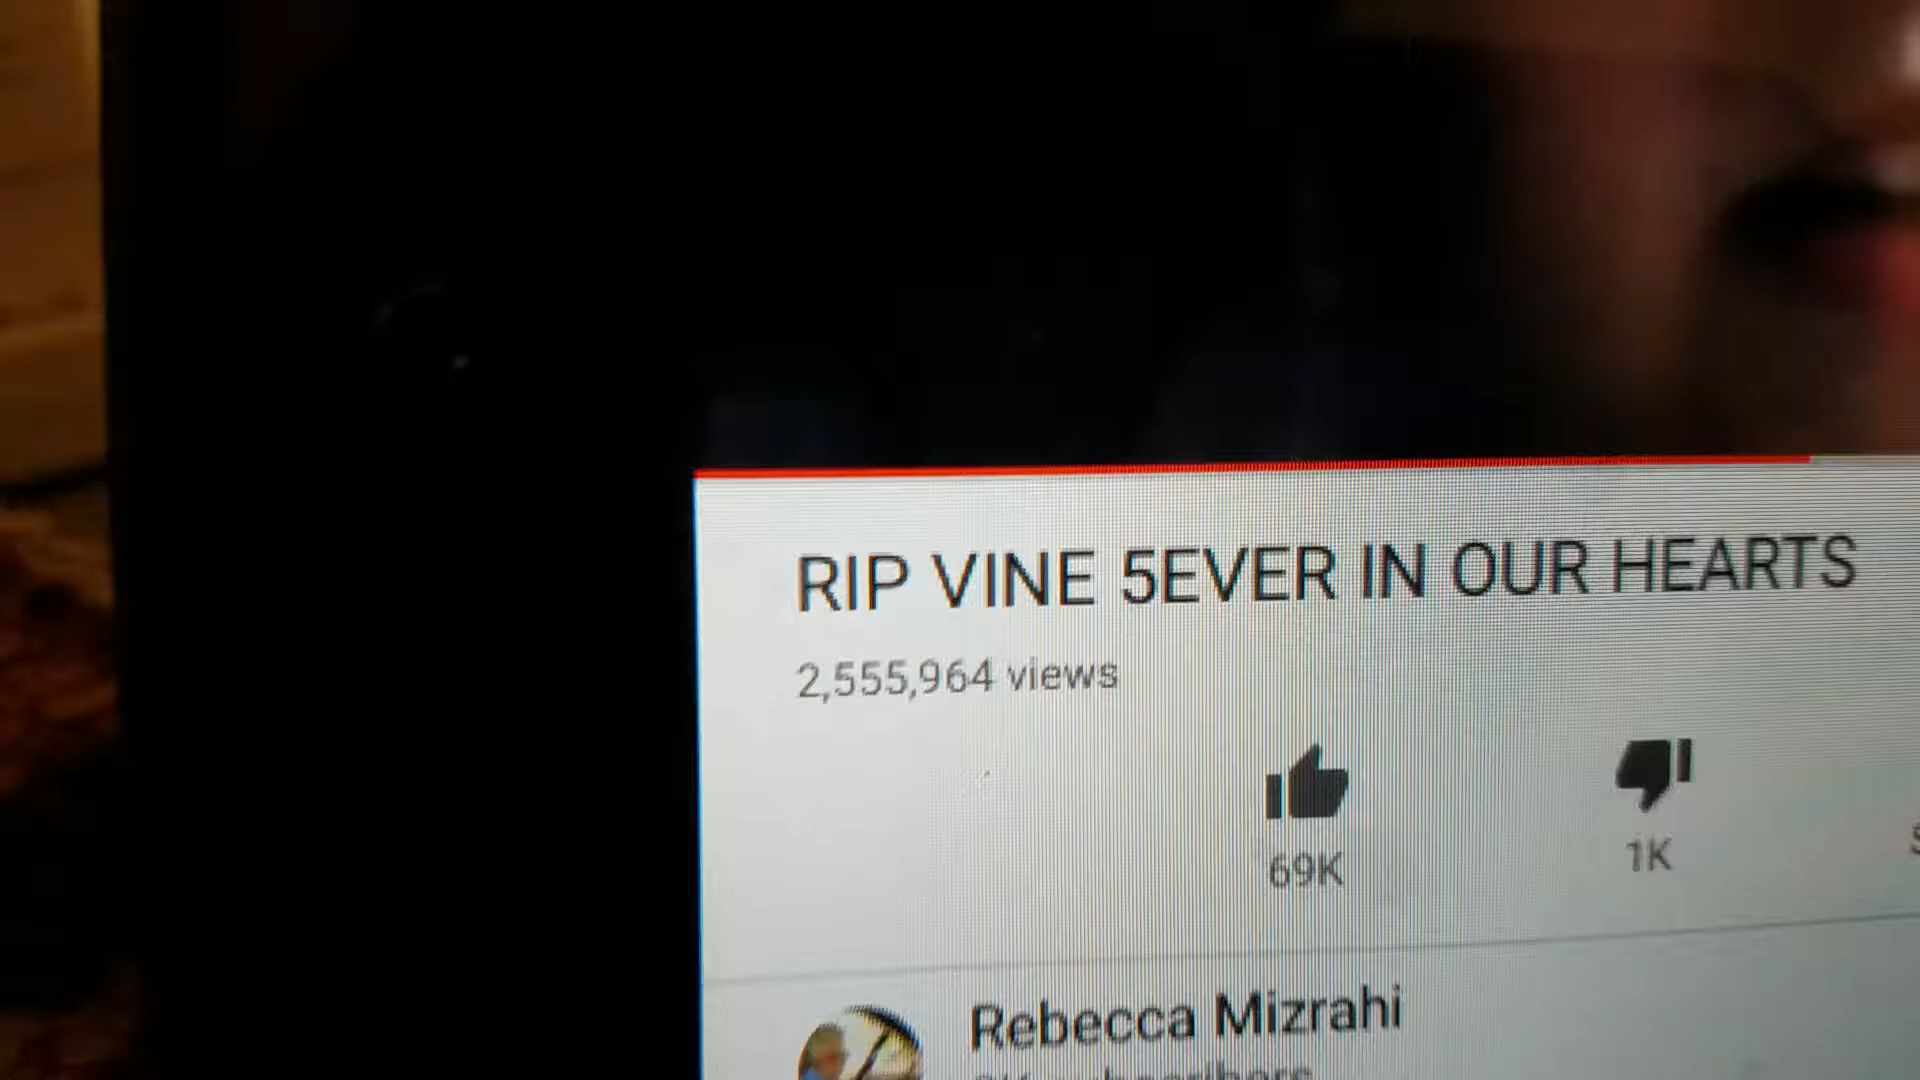 RIP VINE 5EVER IN OUR HEARTS
2,555,964 views
69K
1K
Rebecca Mizrahi